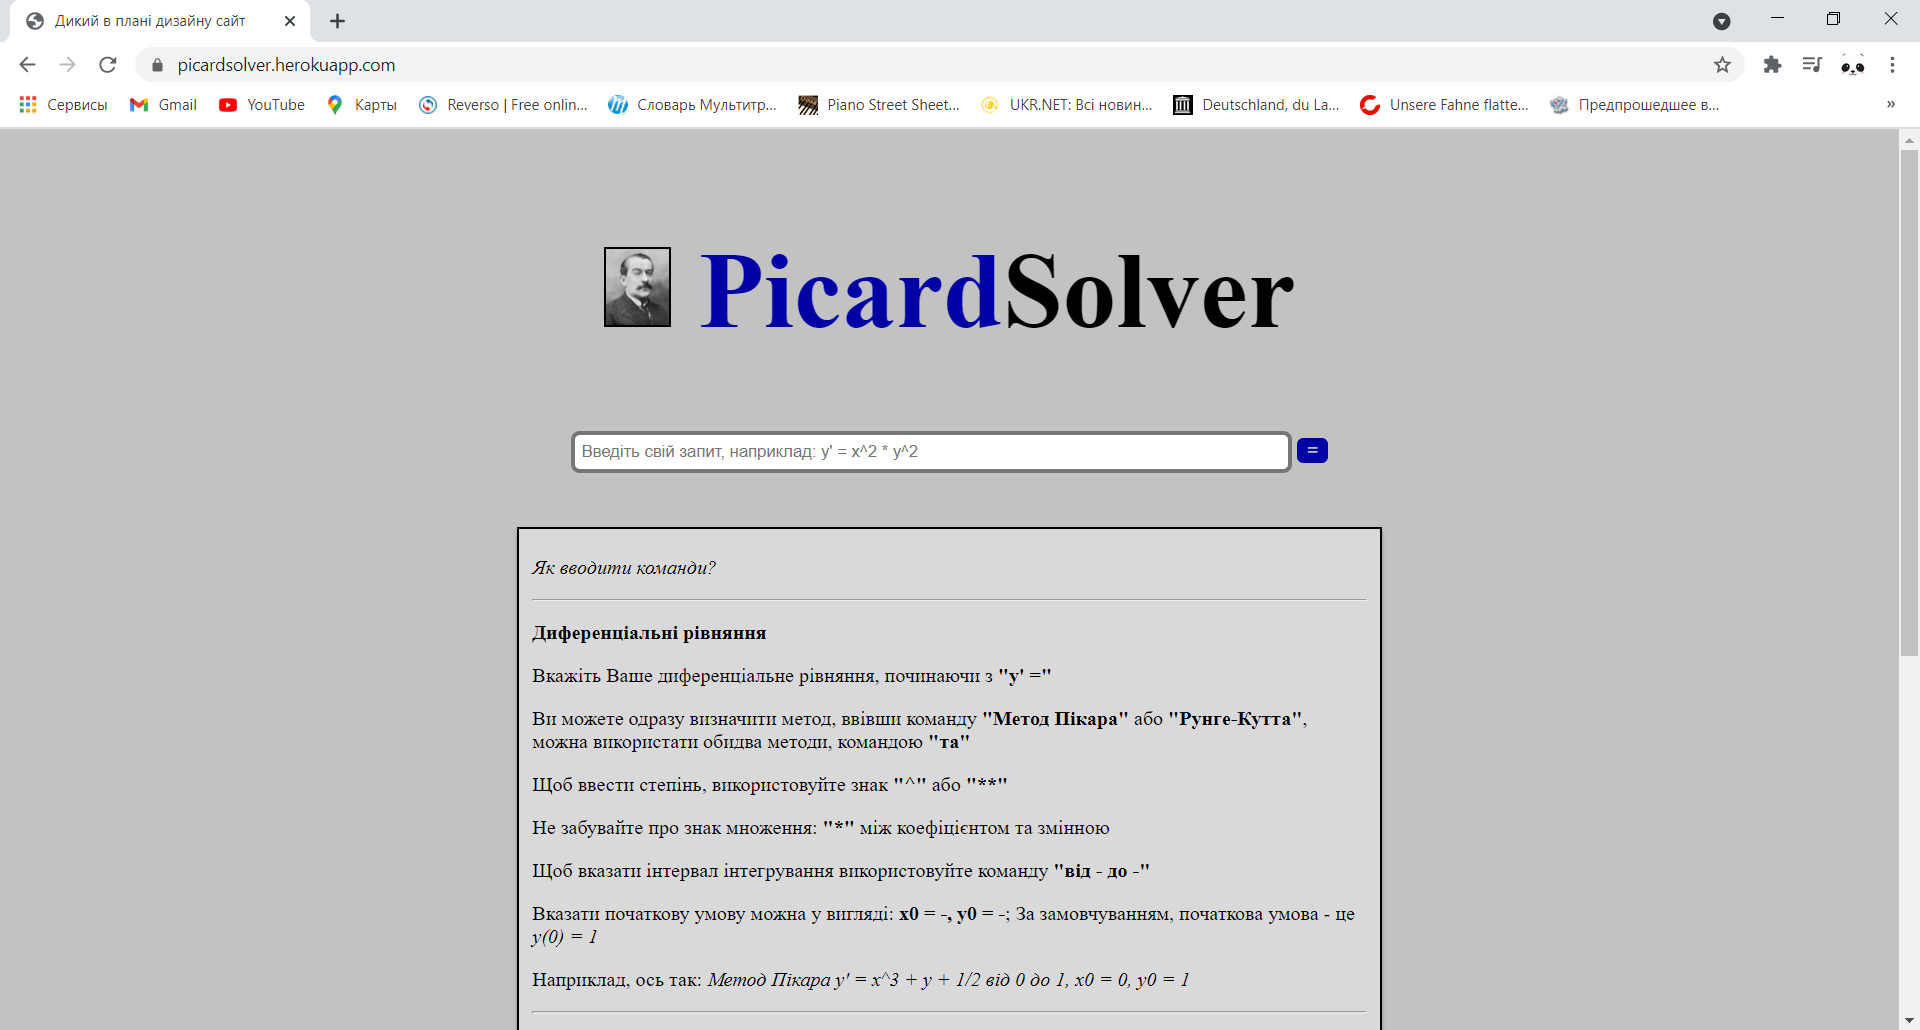 Дикий в плані дизайну сайт
picardsolver.herokuapp.com
Сервисы Gmail YouTube Карты Reverso | Free onlin... Словарь Мультитр... Piano Street Sheet... UKR.NET: Всі новин... Deutschland, du La... Unsere Fahne flatte... Предпрошедшее в... »
PicardSolver
Введіть свій запит, наприклад: y' = x^2 * y^2 =
Як вводити команди?
Диференціальні рівняння
Вкажіть Ваше диференціальне рівняння, починаючи з "y' ="
Ви можете одразу визначити метод, ввівши команду "Метод Пікара" або "Рунге-Кутта",
можна використати обидва методи, командою "та"
Щоб ввести степінь, використовуйте знак "^" або "**"
Не забувайте про знак множення: "*" між коефіцієнтом та змінною
Щоб вказати інтервал інтегрування використовуйте команду "від - до -"
Вказати початкову умову можна у вигляді: x0 = -, y0 = -; За замовчуванням, початкова умова - це
y(0) = 1
Наприклад, ось так: Метод Пікара y' = x^3 + y + 1/2 від 0 до 1, x0 = 0, y0 = 1